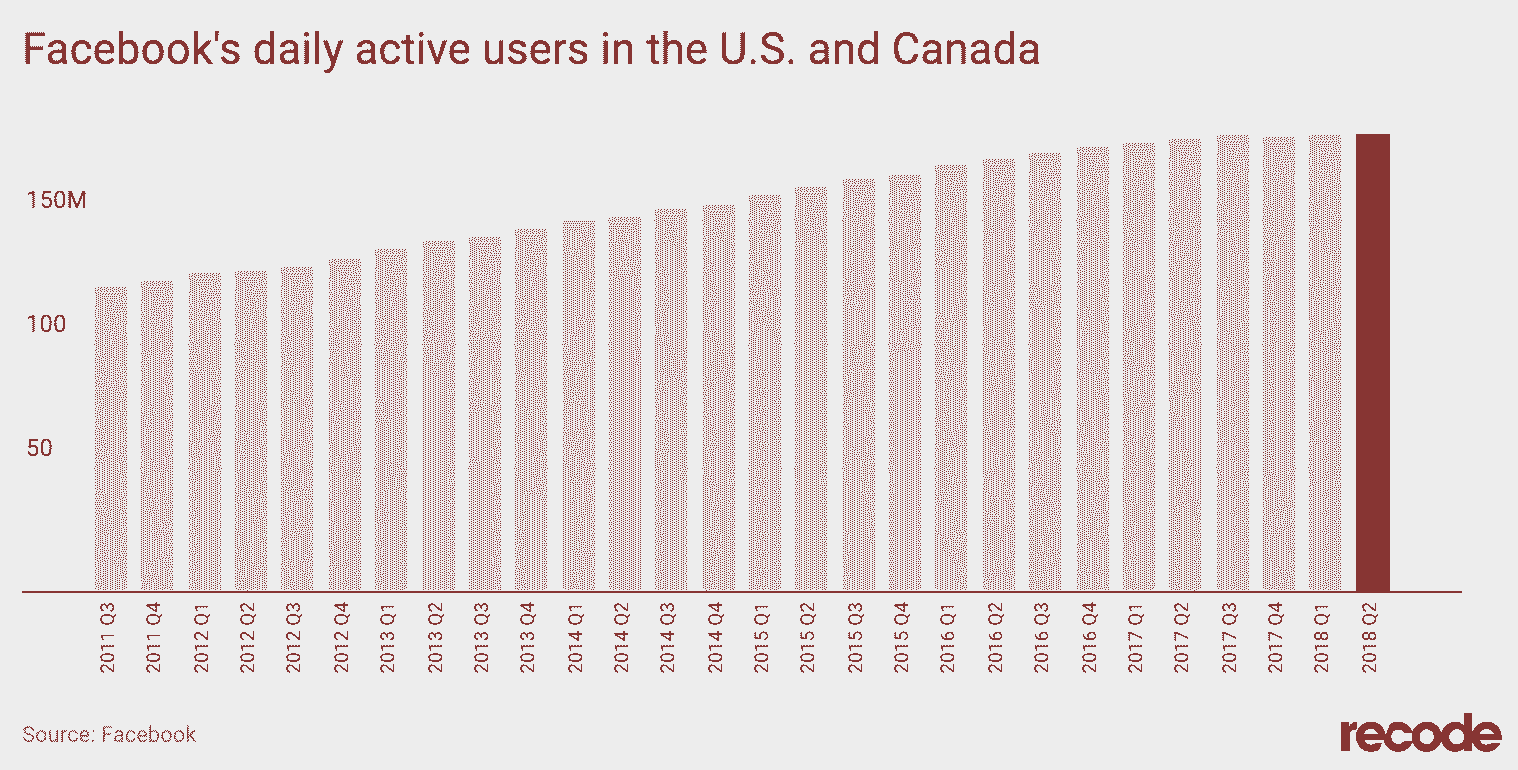 Facebook's daily active users in the U.S. and Canada
150M
100
50
2011 Q3
2011 Q4
2012 Q1
2012 Q2
2012 Q3
2012 Q4
2013 Q1
2013 Q2
2013 Q3
2013 Q4
2014 Q1
2014 Q2
2014 Q3
2014 Q4
2015 Q1
2015 Q2
2015 Q3
2015 Q4
2016 Q1
2016 Q2
2016 Q3
2016 Q4
2017 Q1
2017 Q2
2017 Q3
2017 Q4
2018 Q1
2018 Q2
Source: Facebook
recode